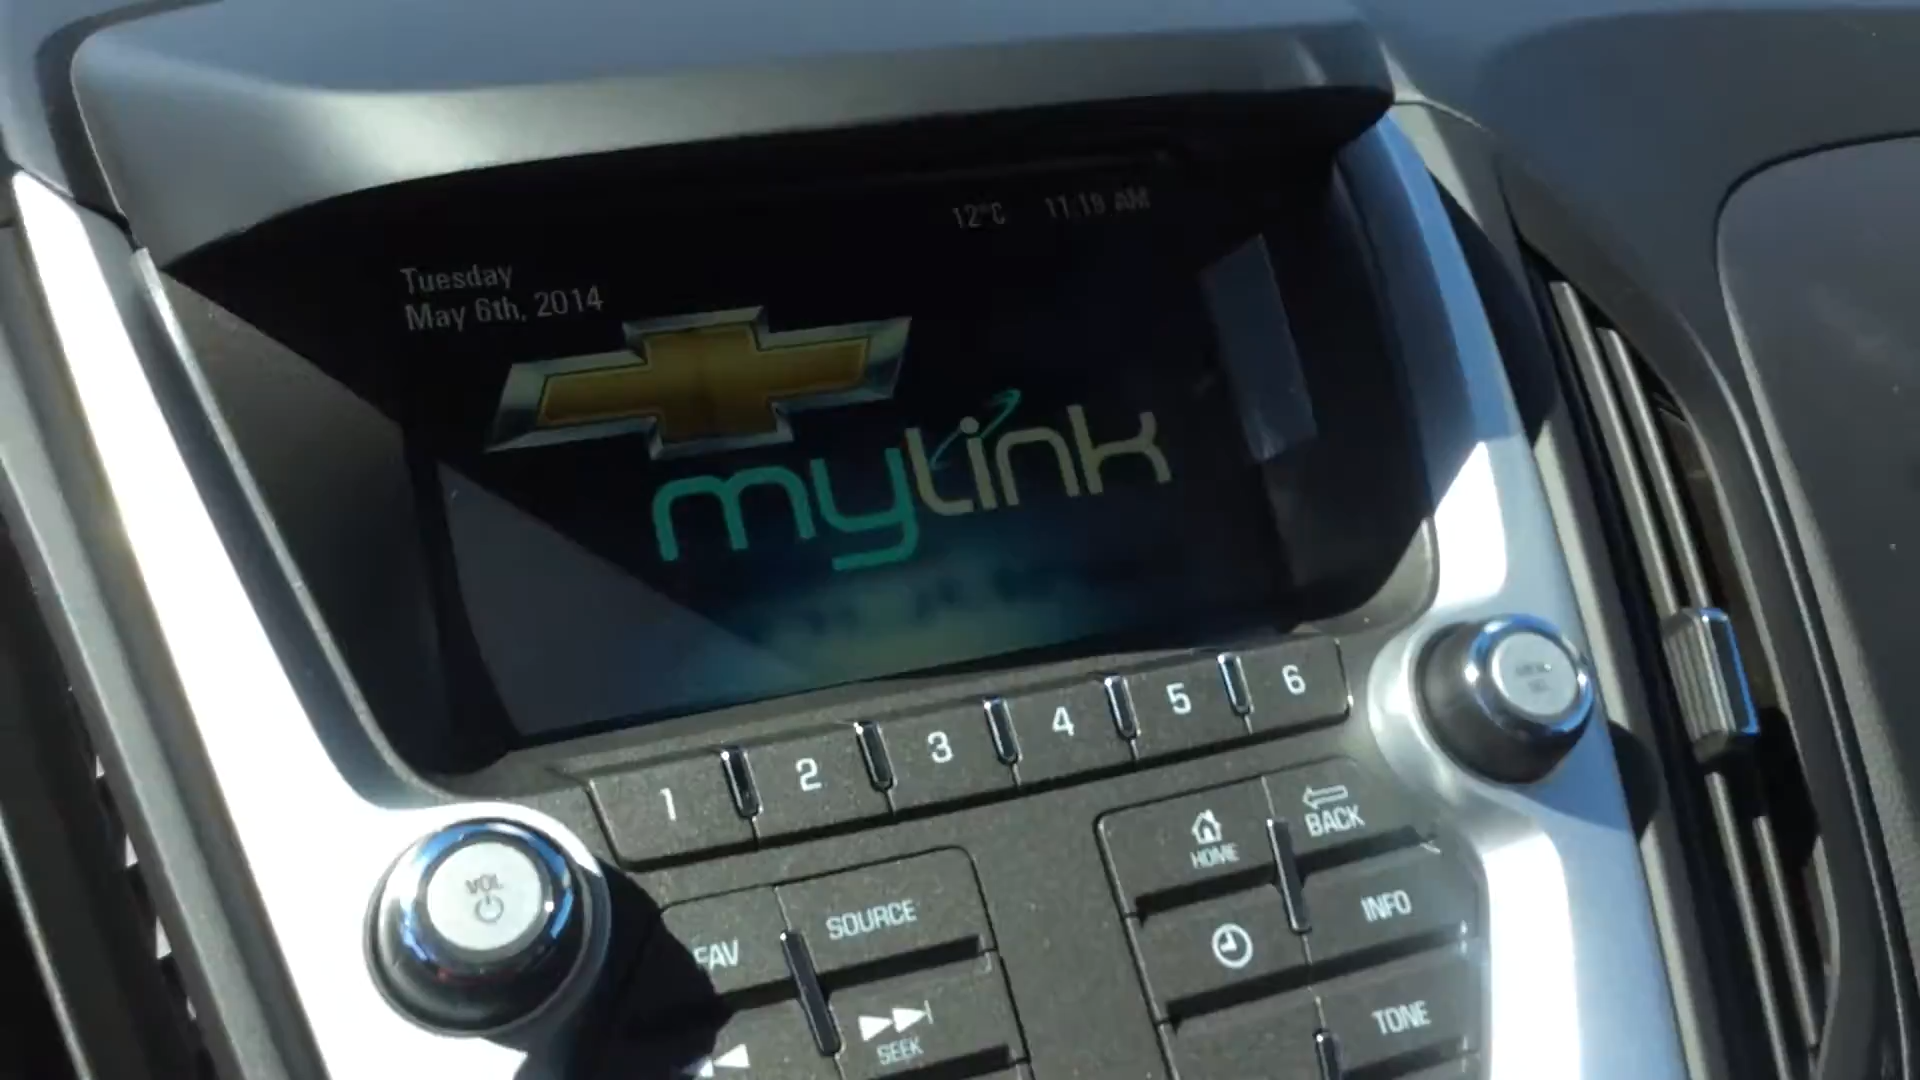 12°C 11:19 AM
Tuesday
May 6th, 2014
mylink
1 2 3 4 5 6
HOME
BACK
VOL
FAV
SOURCE
INFO
SEEK
TONE